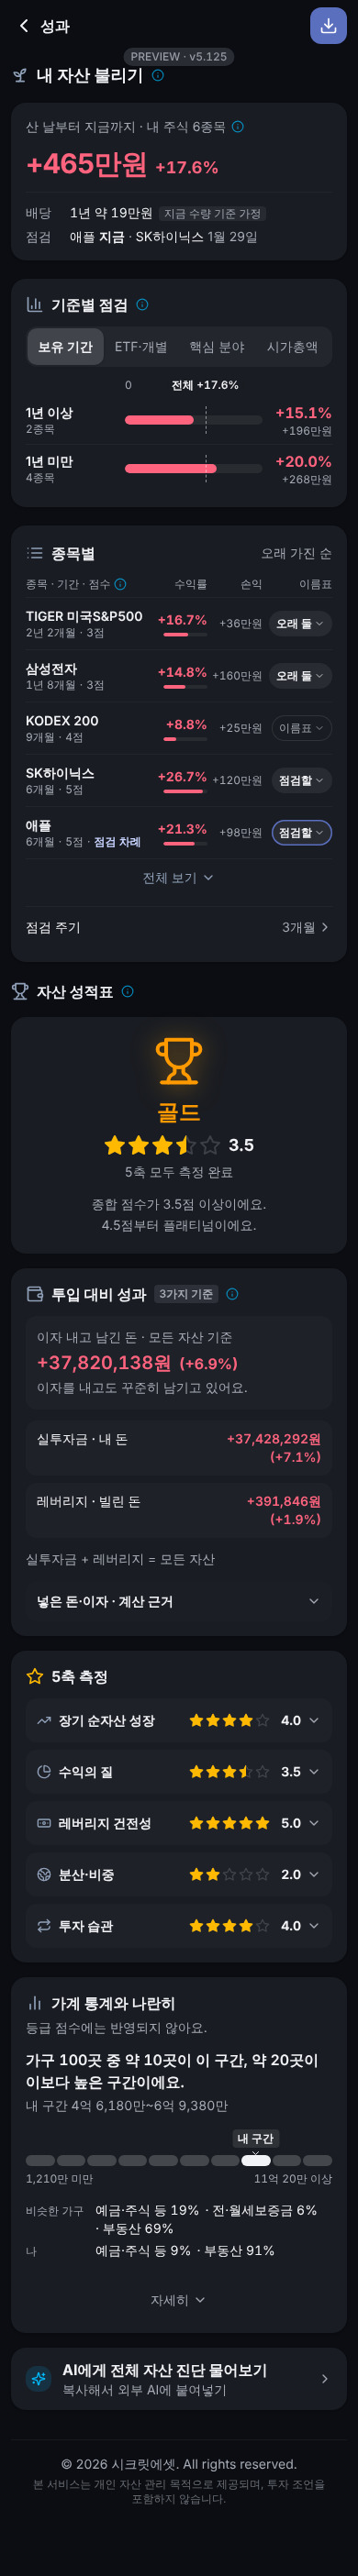 성과
PREVIEW · v5.125
내 자산 불리기
산 날부터 지금까지 · 내 주식 6종목
+465만원 +17.6%
배당 1년 약 19만원 지금 수량 기준 가정
점검 애플 지금 · SK하이닉스 1월 29일
기준별 점검
보유 기간 ETF·개별 핵심 분야 시가총액
0 전체 +17.6%
1년 이상 +15.1%
2종목 +196만원
1년 미만 +20.0%
4종목 +268만원
종목별 오래 가진 순
종목 · 기간 · 점수 수익률 손익 이름표
TIGER 미국S&P500 +16.7% +36만원 오래 둘
2년 2개월 · 3점
삼성전자 +14.8% +160만원 오래 둘
1년 8개월 · 3점
KODEX 200 +8.8% +25만원 이름표
9개월 · 4점
SK하이닉스 +26.7% +120만원 점검할
6개월 · 5점
애플 +21.3% +98만원 점검할
6개월 · 5점 · 점검 차례
전체 보기
점검 주기 3개월
자산 성적표
골드
3.5
5축 모두 측정 완료
종합 점수가 3.5점 이상이에요.
4.5점부터 플래티넘이에요.
투입 대비 성과 3가지 기준
이자 내고 남긴 돈 · 모든 자산 기준
+37,820,138원 (+6.9%)
이자를 내고도 꾸준히 남기고 있어요.
실투자금 · 내 돈 +37,428,292원
(+7.1%)
레버리지 · 빌린 돈 +391,846원
(+1.9%)
실투자금 + 레버리지 = 모든 자산
넣은 돈·이자 · 계산 근거
5축 측정
장기 순자산 성장 4.0
수익의 질 3.5
레버리지 건전성 5.0
분산·비중 2.0
투자 습관 4.0
가계 통계와 나란히
등급 점수에는 반영되지 않아요.
가구 100곳 중 약 10곳이 이 구간, 약 20곳이
이보다 높은 구간이에요.
내 구간 4억 6,180만~6억 9,380만
내 구간
1,210만 미만 11억 20만 이상
비슷한 가구 예금·주식 등 19% · 전·월세보증금 6%
· 부동산 69%
나 예금·주식 등 9% · 부동산 91%
자세히
AI에게 전체 자산 진단 물어보기
복사해서 외부 AI에 붙여넣기
© 2026 시크릿에셋. All rights reserved.
본 서비스는 개인 자산 관리 목적으로 제공되며, 투자 조언을
포함하지 않습니다.